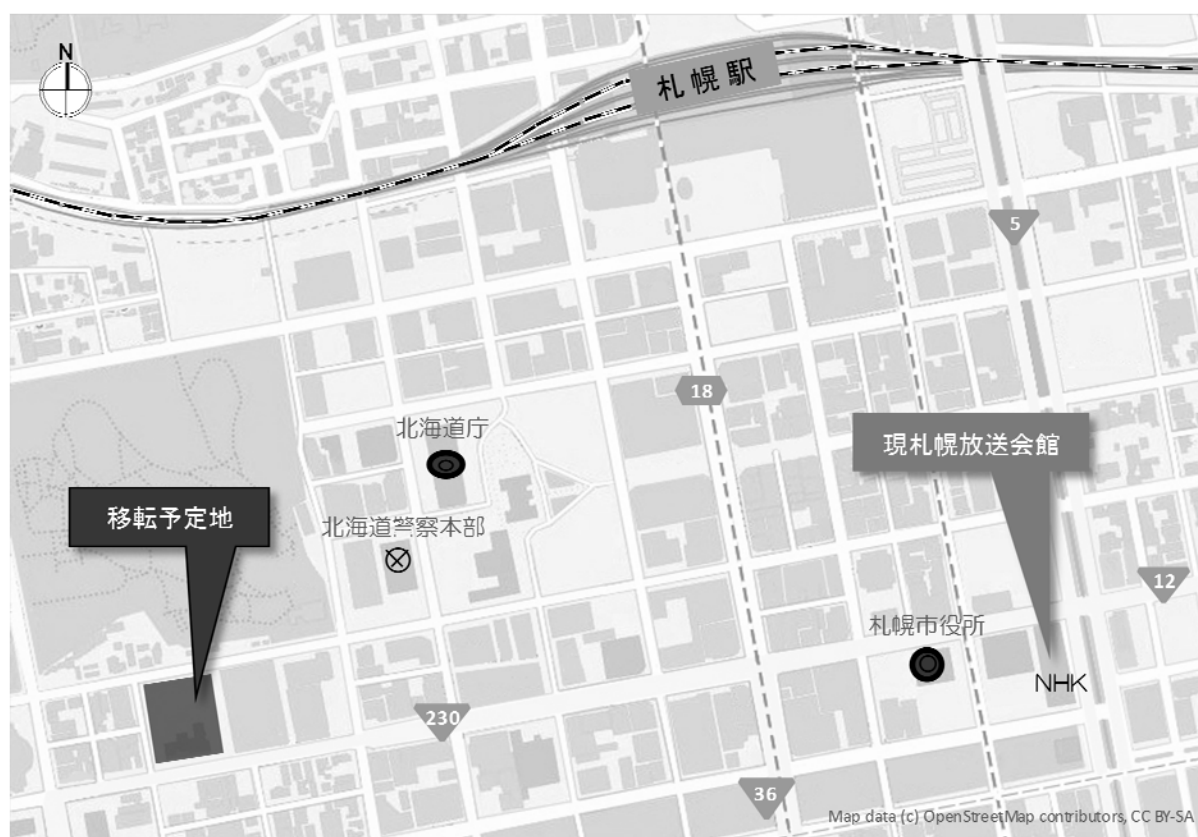 N
札幌駅
5
18
北海道庁
現札幌放送会館
移転予定地
北海道警察本部
12
札幌市役所
NHK
230
36
Map data (c) OpenStreetMap contributors, CC BY-SA